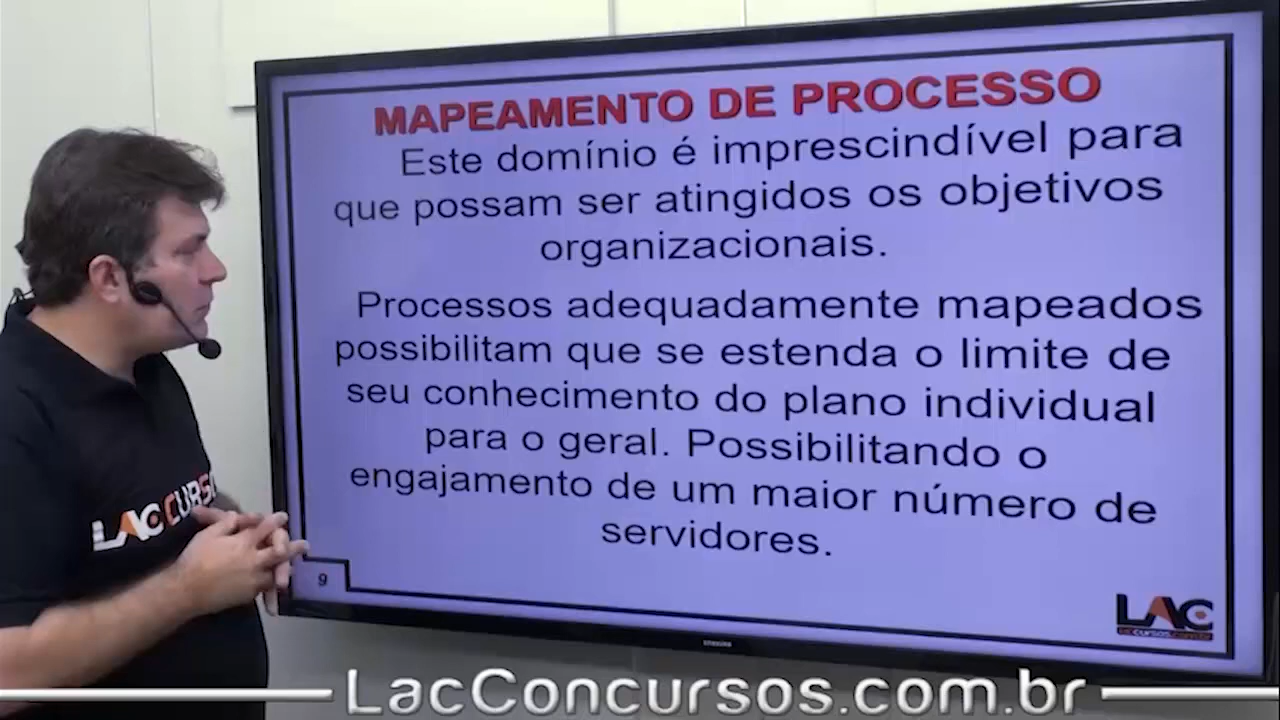 MAPEAMENTO DE PROCESSO
Este domínio é imprescindível para
que possam ser atingidos os objetivos
organizacionais.
Processos adequadamente mapeados
possibilitam que se estenda o limite de
seu conhecimento do plano individual
para o geral. Possibilitando o
engajamento de um maior número de
servidores.
9
LAC
LAC CURSO
LacConcursos.com.br